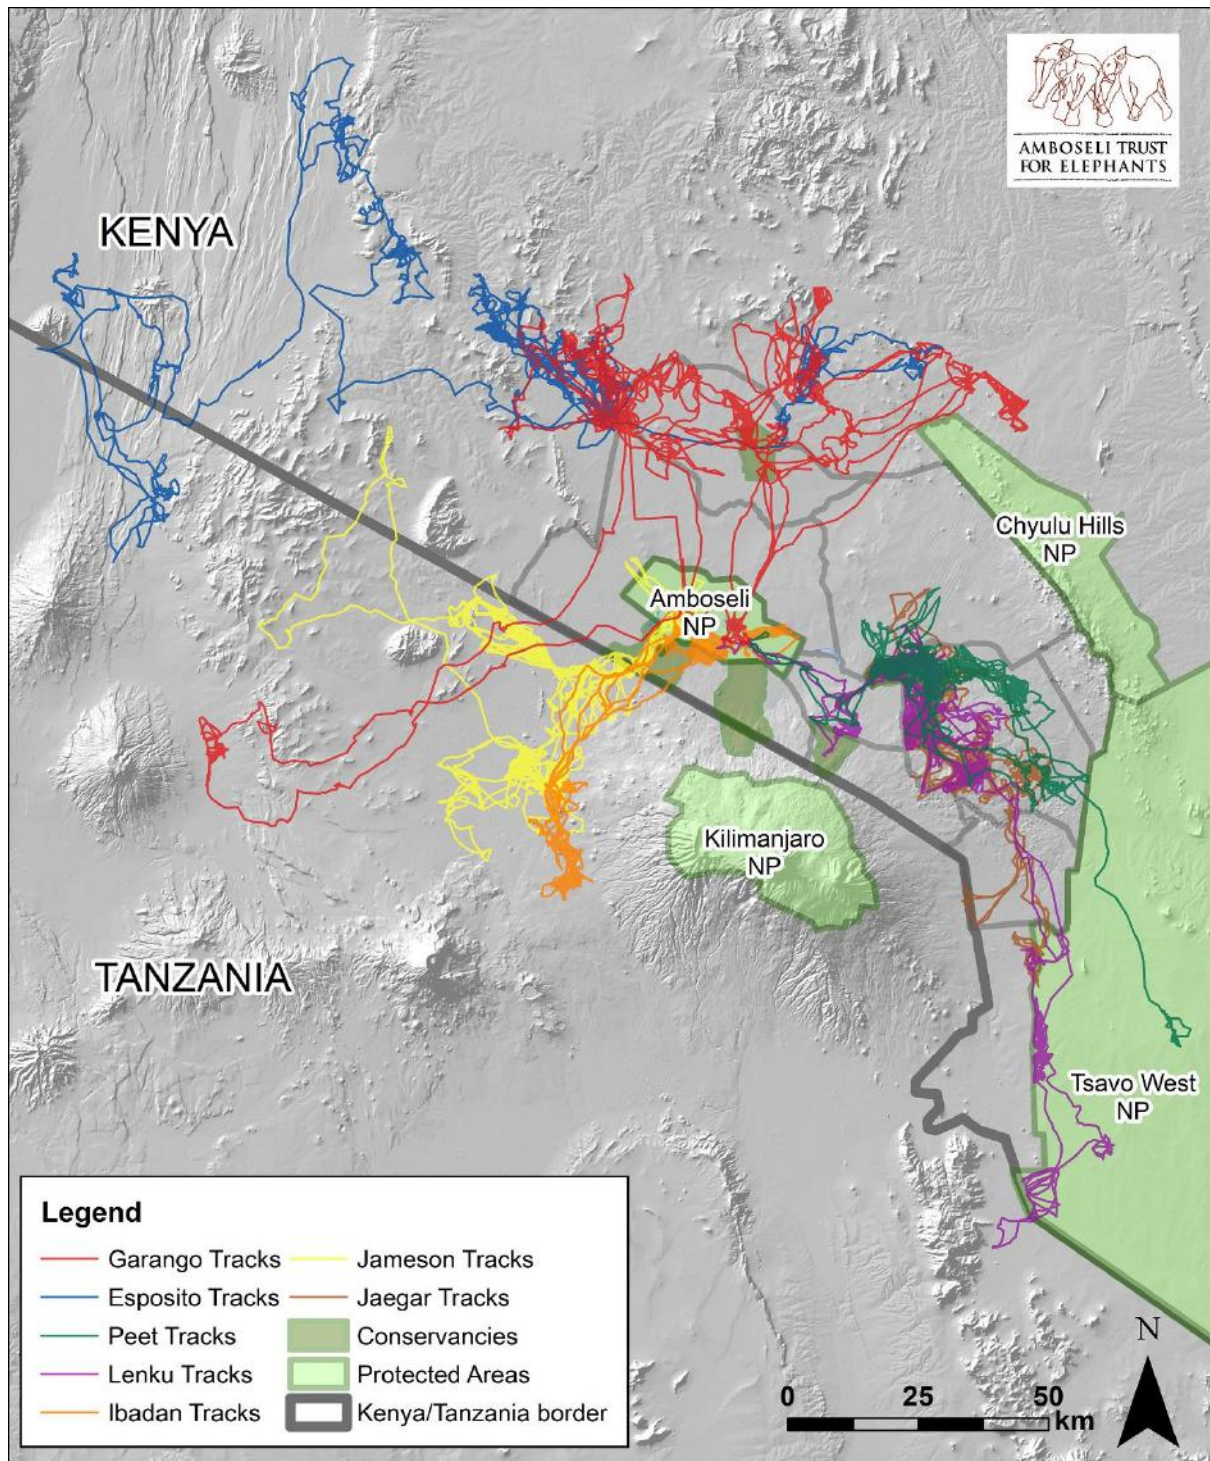 AMBOSELI TRUST
FOR ELEPHANTS
KENYA
Chyulu Hills
NP
Amboseli
NP
Kilimanjaro
NP
TANZANIA
Tsavo West
NP
Legend
Garango Tracks
Jameson Tracks
Esposito Tracks
Jaegar Tracks
Peet Tracks
Conservancies
Lenku Tracks
Protected Areas
Ibadan Tracks
Kenya/Tanzania border
N
0 25 50
km